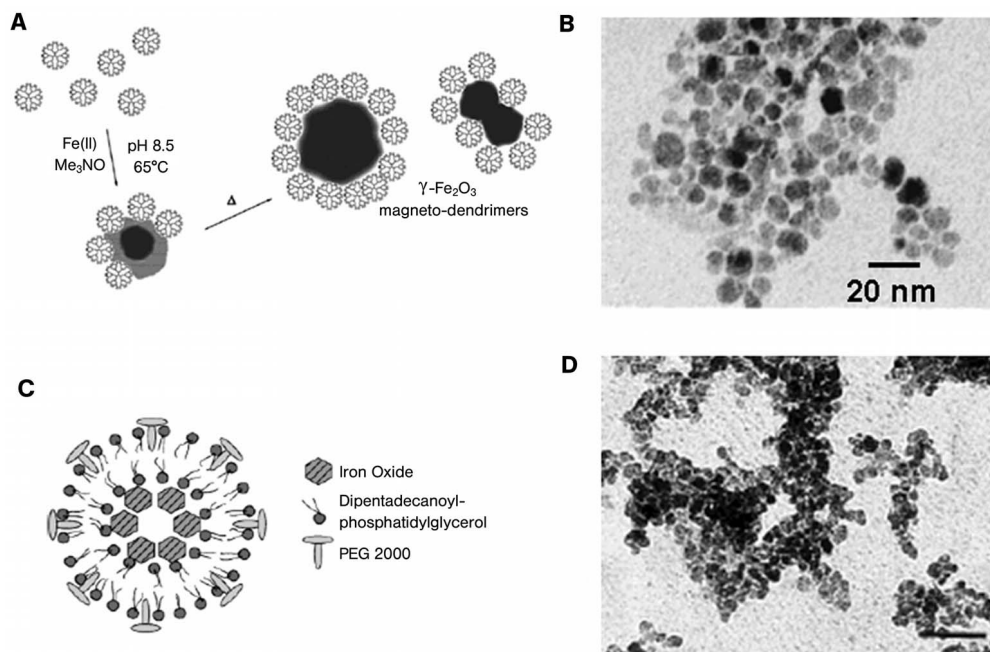 A
Fe(II)
Me₃NO
pH 8.5
65°C
Δ
γ-Fe₂O₃
magneto-dendrimers
B
20 nm
C
Iron Oxide
Dipentadecanoyl-
phosphatidylglycerol
PEG 2000
D